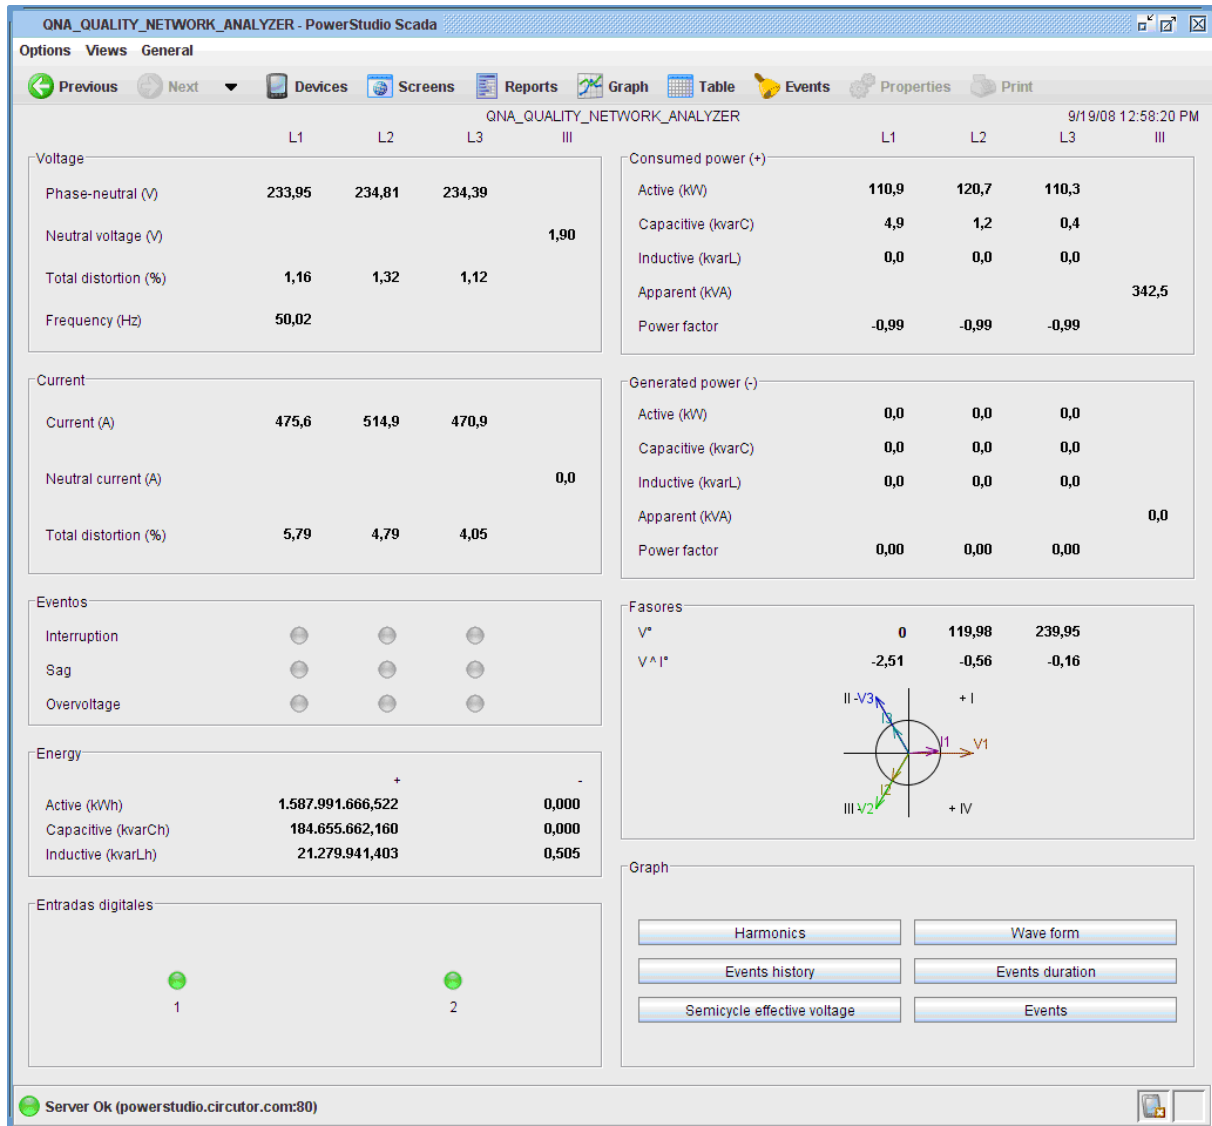 QNA_QUALITY_NETWORK_ANALYZER - PowerStudio Scada
Options Views General
Previous Next Devices Screens Reports Graph Table Events Properties Print
QNA_QUALITY_NETWORK_ANALYZER 9/19/08 12:58:20 PM
L1 L2 L3 III
Voltage
Phase-neutral (V) 233,95 234,81 234,39
Neutral voltage (V) 1,90
Total distortion (%) 1,16 1,32 1,12
Frequency (Hz) 50,02
Current
Current (A) 475,6 514,9 470,9
Neutral current (A) 0,0
Total distortion (%) 5,79 4,79 4,05
Eventos
Interruption
Sag
Overvoltage
Energy
+ -
Active (kWh) 1.587.991.666,522 0,000
Capacitive (kvarCh) 184.655.662,160 0,000
Inductive (kvarLh) 21.279.941,403 0,505
Entradas digitales
1 2
L1 L2 L3 III
Consumed power (+)
Active (kW) 110,9 120,7 110,3
Capacitive (kvarC) 4,9 1,2 0,4
Inductive (kvarL) 0,0 0,0 0,0
Apparent (kVA) 342,5
Power factor -0,99 -0,99 -0,99
Generated power (-)
Active (kW) 0,0 0,0 0,0
Capacitive (kvarC) 0,0 0,0 0,0
Inductive (kvarL) 0,0 0,0 0,0
Apparent (kVA) 0,0
Power factor 0,00 0,00 0,00
Fasores
V° 0 119,98 239,95
V ^ I° -2,51 -0,56 -0,16
II -V3 + I
I3
I1 V1
I2
III -V2 + IV
Graph
Harmonics Wave form
Events history Events duration
Semicycle effective voltage Events
Server Ok (powerstudio.circutor.com:80)